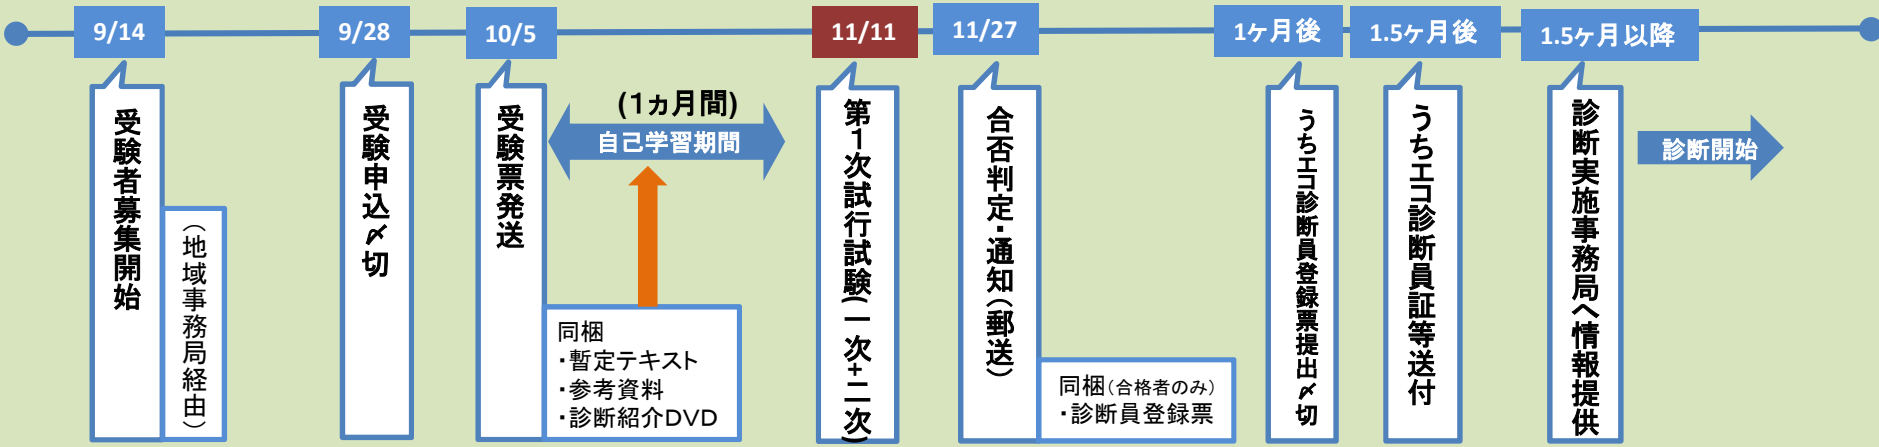 9/14
9/28
10/5
11/11
11/27
1ケ月後
1.5ケ月後
1.5ケ月以降
受験者募集開始
（地域事務局経由）
受験申込〆切
受験票発送
(1ヵ月間)
自己学習期間
同梱
・暫定テキスト
・参考資料
・診断紹介DVD
第1次試行試験(一次+二次)
合否判定・通知（郵送）
同梱（合格者のみ）
・診断員登録票
うちエコ診断員登録票提出〆切
うちエコ診断員証等送付
診断実施事務局へ情報提供
診断開始